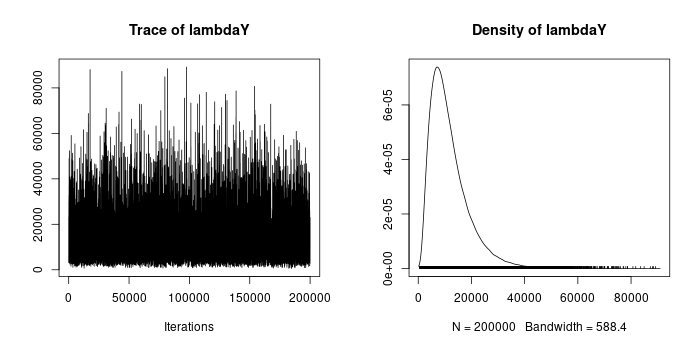 Trace of lambdaY
80000
60000
40000
20000
0
0 50000 100000 150000 200000
Iterations
Density of lambdaY
6e-05
4e-05
2e-05
0e+00
0 20000 40000 60000 80000
N = 200000 Bandwidth = 588.4